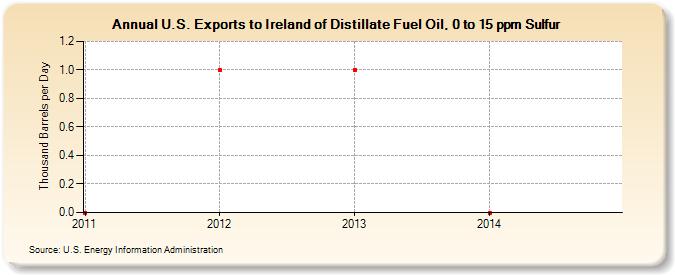 Annual U.S. Exports to Ireland of Distillate Fuel Oil, 0 to 15 ppm Sulfur
Thousand Barrels per Day
1.2
1.0
0.8
0.6
0.4
0.2
0.0
2011 2012 2013 2014
Source: U.S. Energy Information Administration